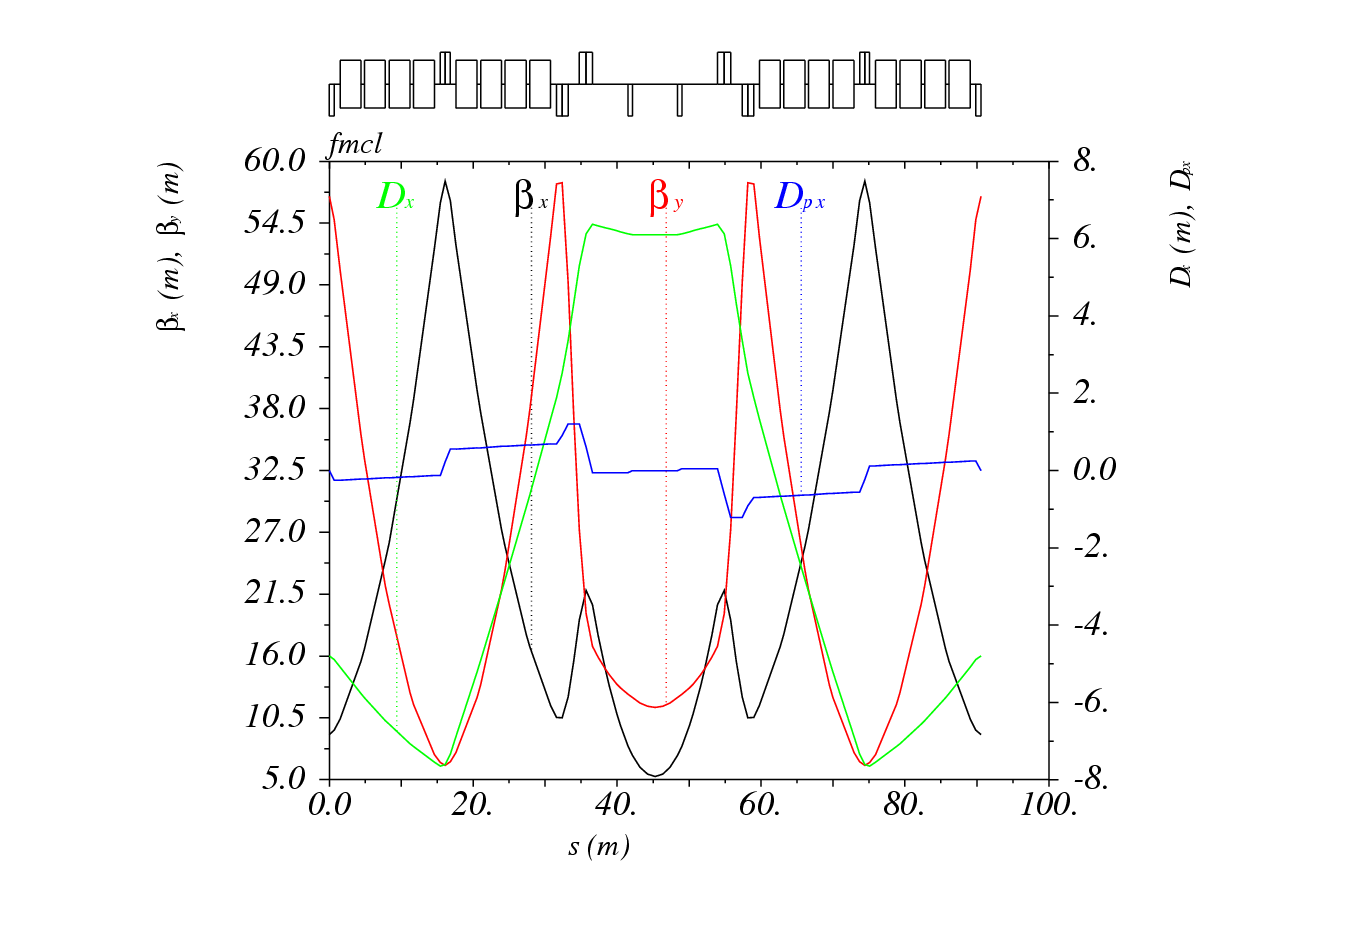 fmcl
60.0
54.5
49.0
43.5
38.0
32.5
27.0
21.5
16.0
10.5
5.0
βx (m), βy (m)
Dx
βx
βy
Dpx
8.
6.
4.
2.
0.0
-2.
-4.
-6.
-8.
Dx (m), Dpx
0.0 20. 40. 60. 80. 100.
s (m)